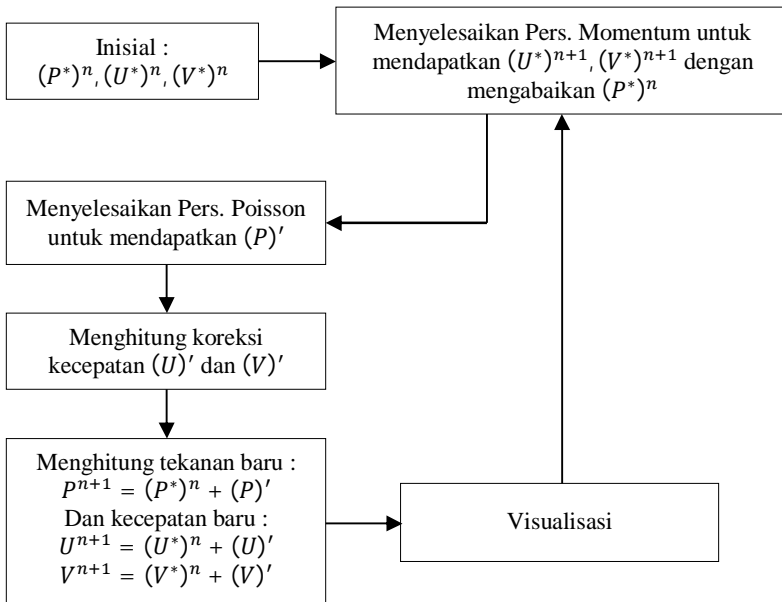 Inisial :
(P*)ⁿ, (U*)ⁿ, (V*)ⁿ
Menyelesaikan Pers. Momentum untuk
mendapatkan (U*)ⁿ⁺¹, (V*)ⁿ⁺¹ dengan
mengabaikan (P*)ⁿ
Menyelesaikan Pers. Poisson
untuk mendapatkan (P)′
Menghitung koreksi
kecepatan (U)′ dan (V)′
Menghitung tekanan baru :
Pⁿ⁺¹ = (P*)ⁿ + (P)′
Dan kecepatan baru :
Uⁿ⁺¹ = (U*)ⁿ + (U)′
Vⁿ⁺¹ = (V*)ⁿ + (V)′
Visualisasi